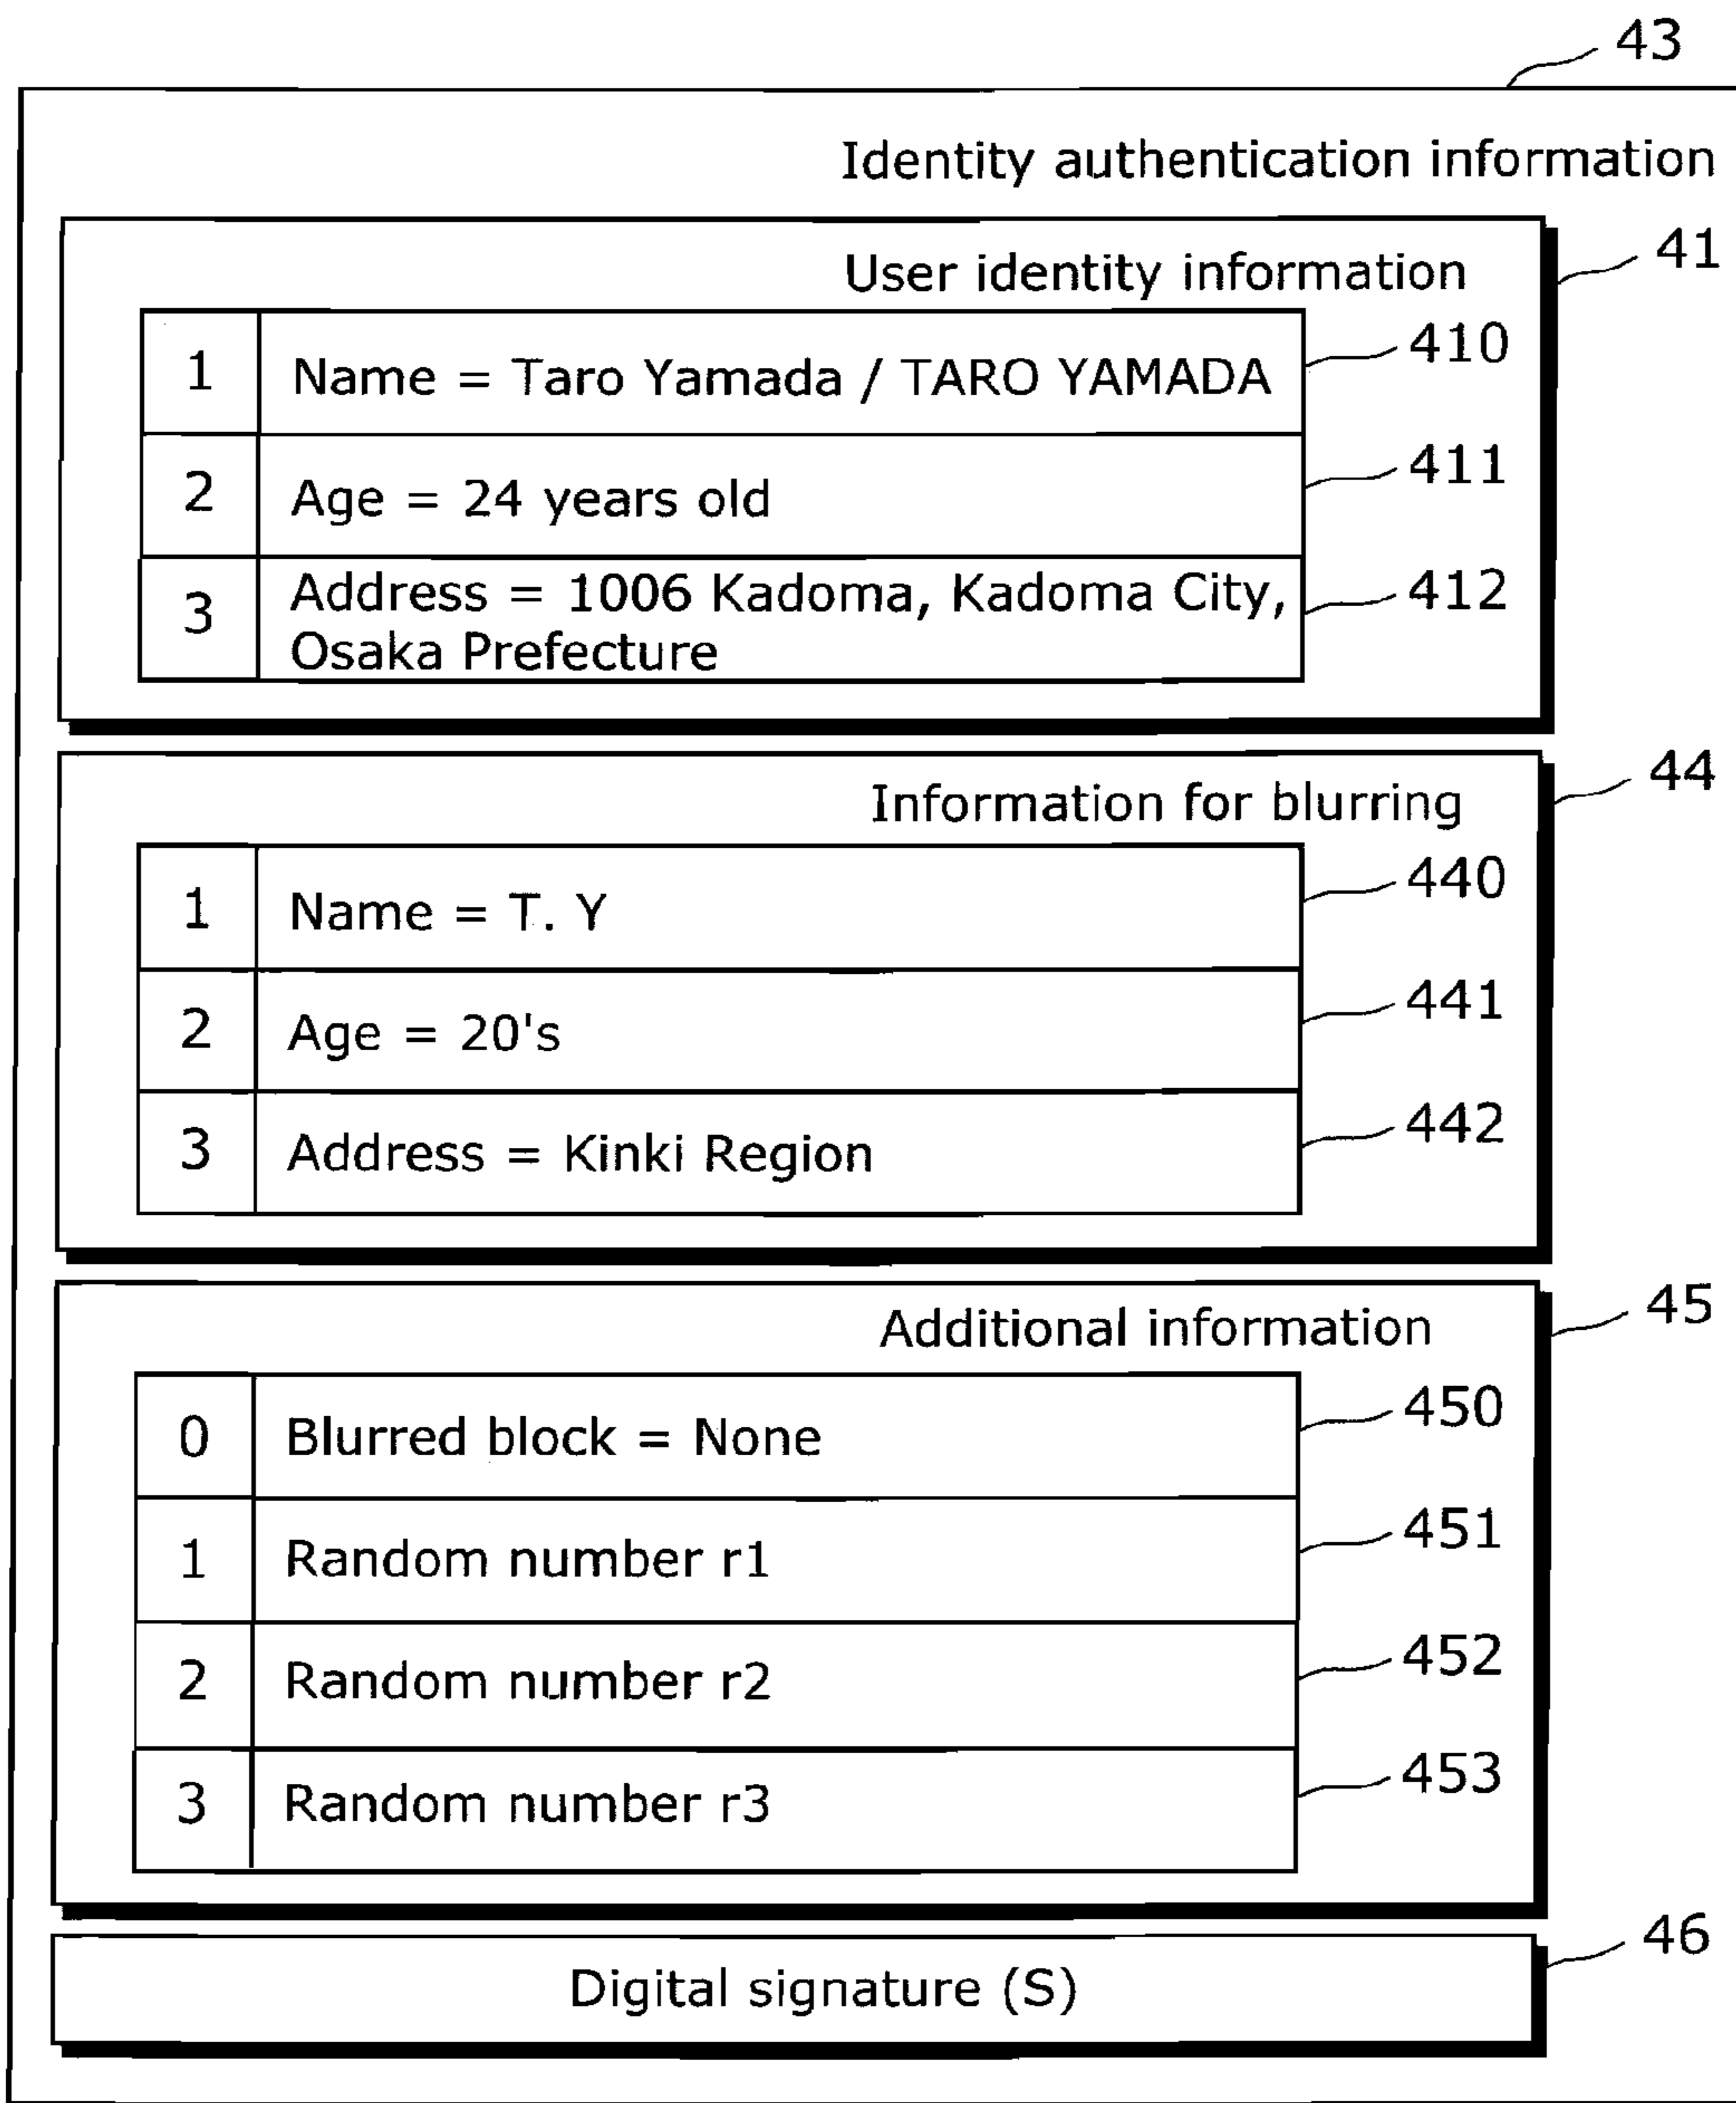 43
Identity authentication information
User identity information
41
1 Name = Taro Yamada / TARO YAMADA 410
2 Age = 24 years old 411
3 Address = 1006 Kadoma, Kadoma City, Osaka Prefecture 412
Information for blurring
44
1 Name = T. Y 440
2 Age = 20's 441
3 Address = Kinki Region 442
Additional information
45
0 Blurred block = None 450
1 Random number r1 451
2 Random number r2 452
3 Random number r3 453
46
Digital signature (S)